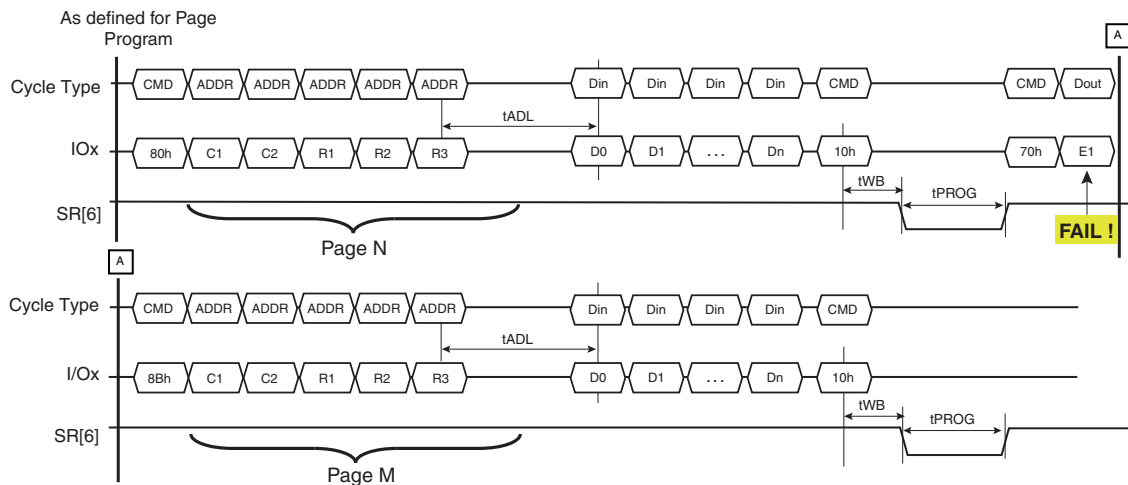 As defined for Page
Program
A
Cycle Type CMD ADDR ADDR ADDR ADDR ADDR Din Din Din Din CMD CMD Dout
tADL
IOx 80h C1 C2 R1 R2 R3 D0 D1 ... Dn 10h 70h E1
tWB tPROG
SR[6]
FAIL !
Page N
A
Cycle Type CMD ADDR ADDR ADDR ADDR ADDR Din Din Din Din CMD
tADL
I/Ox 8Bh C1 C2 R1 R2 R3 D0 D1 ... Dn 10h
tWB tPROG
SR[6]
Page M